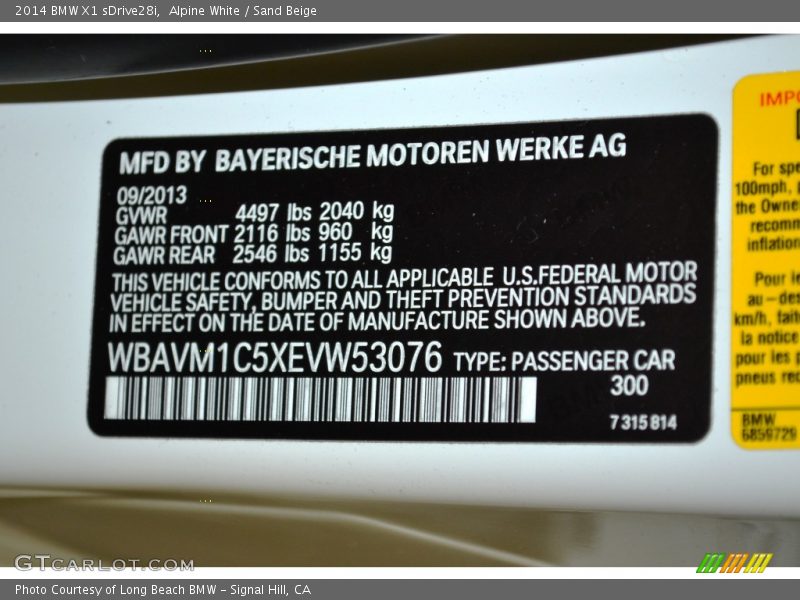 2014 BMW X1 sDrive28i,  Alpine White / Sand Beige
MFD BY BAYERISCHE MOTOREN WERKE AG
09/2013
GVWR 4497 lbs 2040 kg
GAWR FRONT 2116 lbs 960 kg
GAWR REAR 2546 lbs 1155 kg
THIS VEHICLE CONFORMS TO ALL APPLICABLE U.S.FEDERAL MOTOR
VEHICLE SAFETY, BUMPER AND THEFT PREVENTION STANDARDS
IN EFFECT ON THE DATE OF MANUFACTURE SHOWN ABOVE.
WBAVM1C5XEVW53076 TYPE: PASSENGER CAR
300
7 315 814
For spe
100mph,
the Owne
recomm
inflation
Pour le
au-des
km/h, fait
la notice
pour les p
pneus rec
BMW
6859729
GTCARLOT.COM
Photo Courtesy of Long Beach BMW - Signal Hill, CA